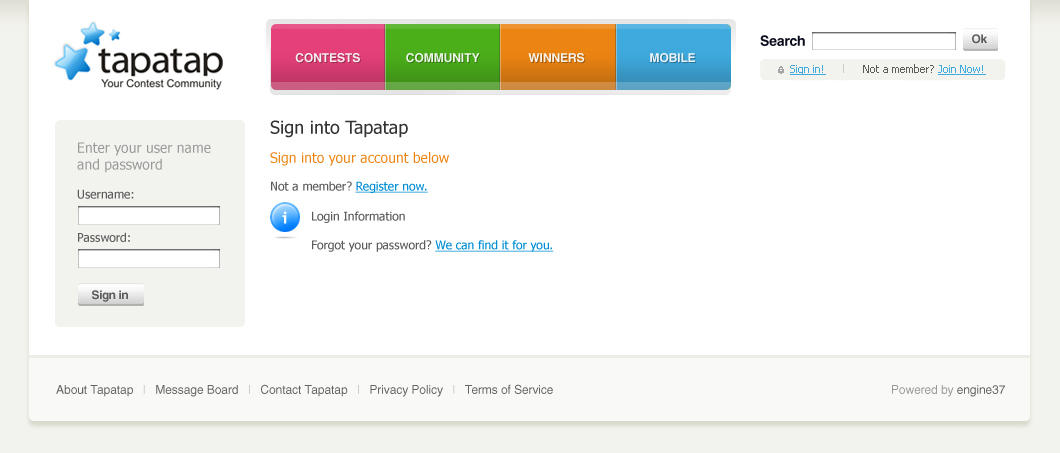 tapatap
Your Contest Community
CONTESTS
COMMUNITY
WINNERS
MOBILE
Search
Ok
Sign in!
Not a member? Join Now!
Enter your user name
and password
Username:
Password:
Sign in
Sign into Tapatap
Sign into your account below
Not a member? Register now.
i
Login Information
Forgot your password? We can find it for you.
About Tapatap | Message Board | Contact Tapatap | Privacy Policy | Terms of Service
Powered by engine37